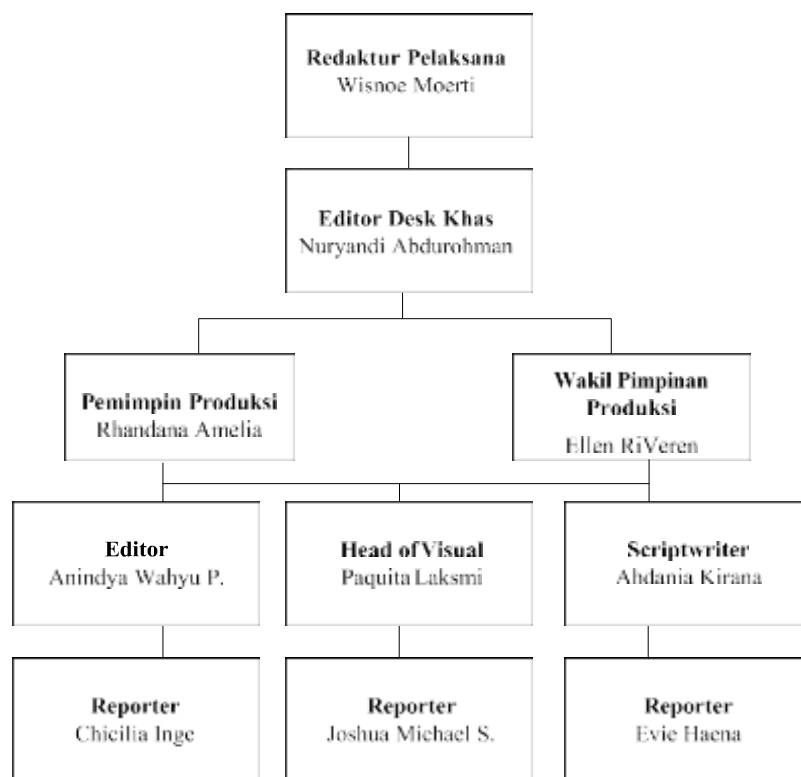 Redaktur Pelaksana
Wisnoe Moerti
Editor Desk Khas
Nuryandi Abdurohman
Pemimpin Produksi
Rhandana Amelia
Wakil Pimpinan
Produksi
Ellen RiVeren
Editor
Anindya Wahyu P.
Head of Visual
Paquita Laksmi
Scriptwriter
Ahdania Kirana
Reporter
Chicilia Inge
Reporter
Joshua Michael S.
Reporter
Evie Haena